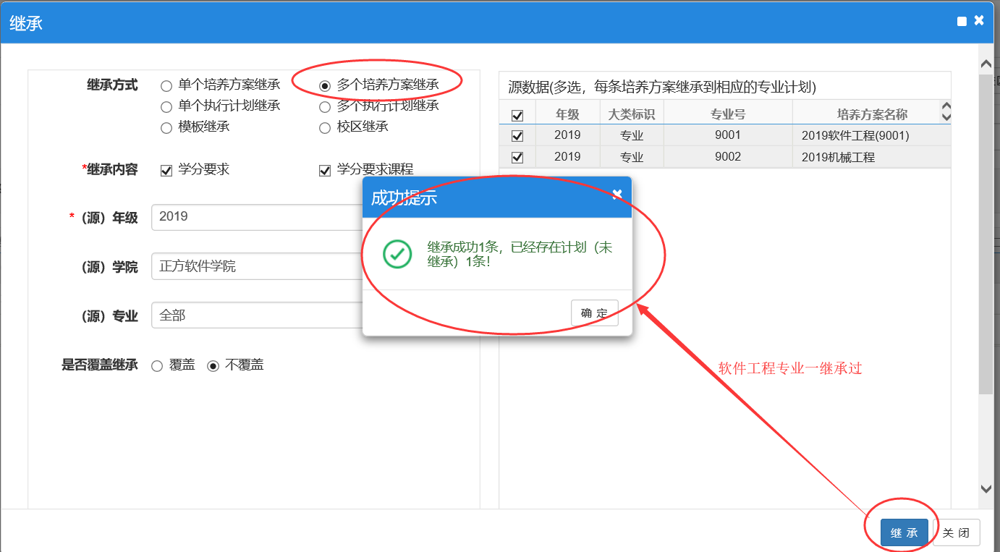 继承
继承方式
单个培养方案继承
多个培养方案继承
单个执行计划继承
多个执行计划继承
模板继承
校区继承
*继承内容
学分要求
学分要求课程
*（源）年级
2019
（源）学院
正方软件学院
（源）专业
全部
是否覆盖继承
覆盖
不覆盖
源数据(多选，每条培养方案继承到相应的专业计划)
年级 大类标识 专业号 培养方案名称
2019 专业 9001 2019软件工程(9001)
2019 专业 9002 2019机械工程
成功提示
继承成功1条，已经存在计划（未
继承）1条！
确 定
软件工程专业一继承过
继 承
关 闭